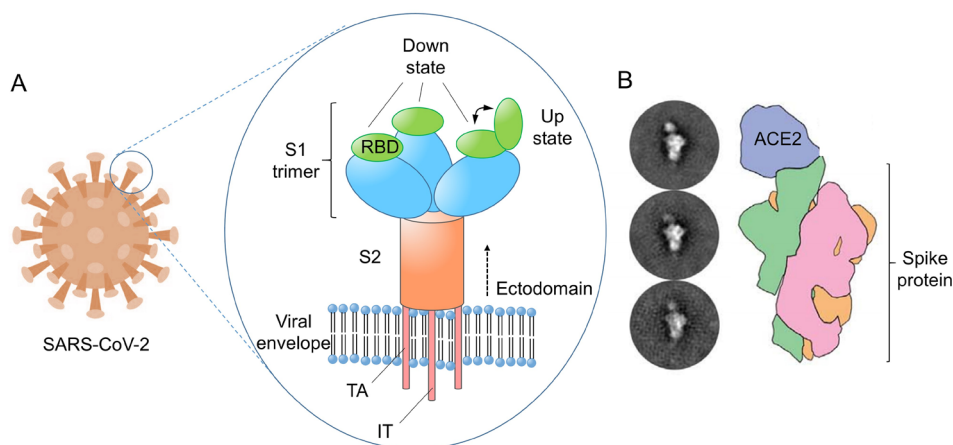 A
SARS-CoV-2
Down
state
Up
state
S1
trimer
RBD
S2
Ectodomain
Viral
envelope
TA
IT
B
ACE2
Spike
protein